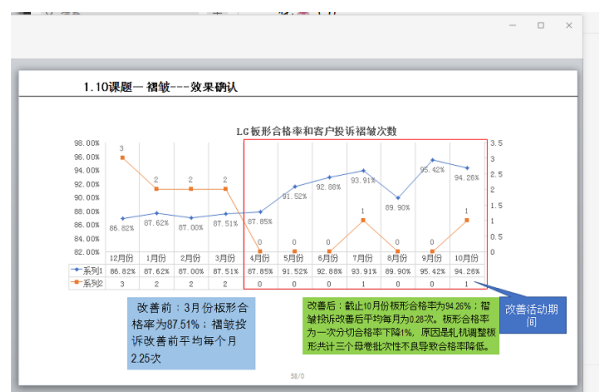 1.10课题一 褶皱---效果确认
LG板形合格率和客户投诉褶皱次数
98.00%
96.00%
94.00%
92.00%
90.00%
88.00%
86.00%
84.00%
82.00%
3.5
3
2.5
2
1.5
1
0.5
0
3
2
2
2
0
0
0
1
0
0
1
86.82%
87.62%
87.00%
87.51%
87.85%
91.52%
92.88%
93.91%
89.90%
95.42%
94.26%
12月份 1月份 2月份 3月份 4月份 5月份 6月份 7月份 8月份 9月份 10月份
系列1 86.82% 87.62% 87.00% 87.51% 87.85% 91.52% 92.88% 93.91% 89.90% 95.42% 94.26%
系列2 3 2 2 2 0 0 0 1 0 0 1
改善前：3月份板形合
格率为87.51%；褶皱投
诉改善前平均每个月
2.25次
改善后：截止10月份板形合格率为94.26%；褶
皱投诉改善后平均每月为0.28次。板形合格率
为一次分切合格率下降1%，原因是轧机调整板
形共计三个母卷批次性不良导致合格率降低。
改善活动期
间
58/0